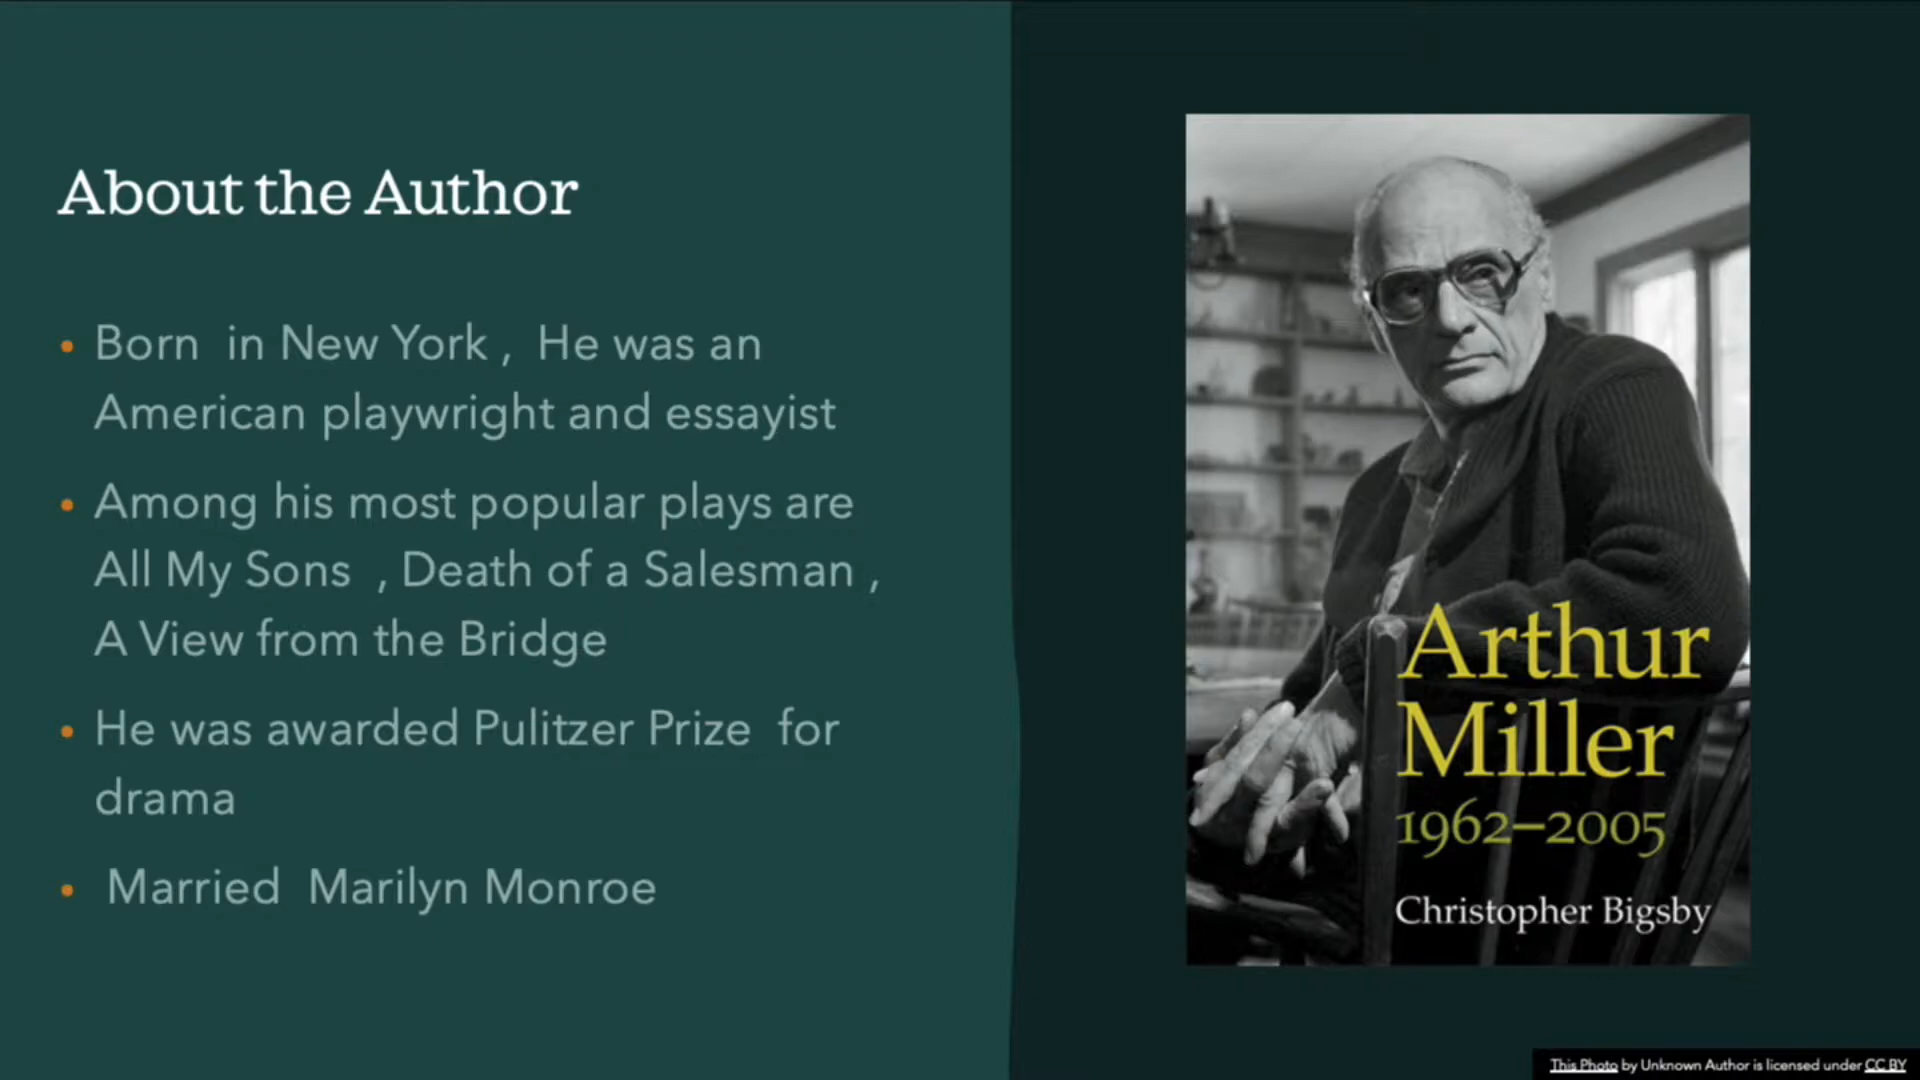 About the Author
• Born in New York , He was an
American playwright and essayist
• Among his most popular plays are
All My Sons , Death of a Salesman ,
A View from the Bridge
• He was awarded Pulitzer Prize for
drama
• Married Marilyn Monroe
Arthur
Miller
1962–2005
Christopher Bigsby
This Photo by Unknown Author is licensed under CC BY